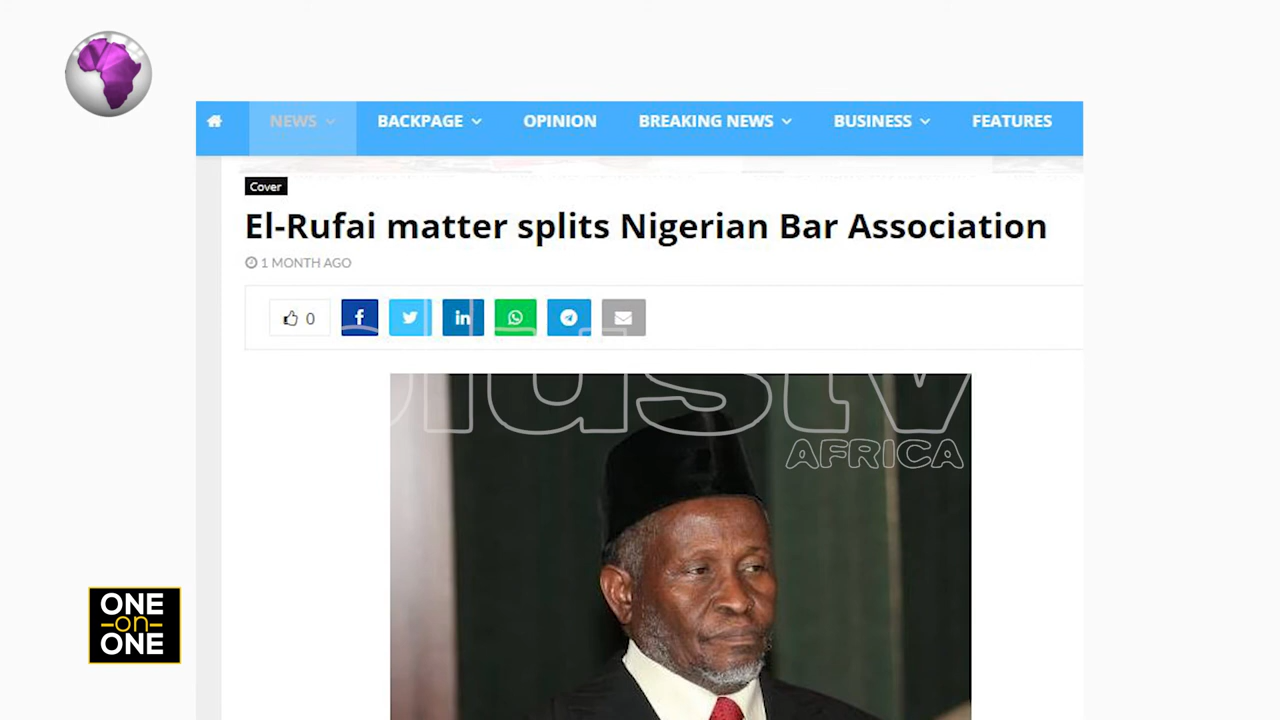 NEWS BACKPAGE OPINION BREAKING NEWS BUSINESS FEATURES
Cover
El-Rufai matter splits Nigerian Bar Association
1 MONTH AGO
0
plustv
AFRICA
ONE
on
ONE